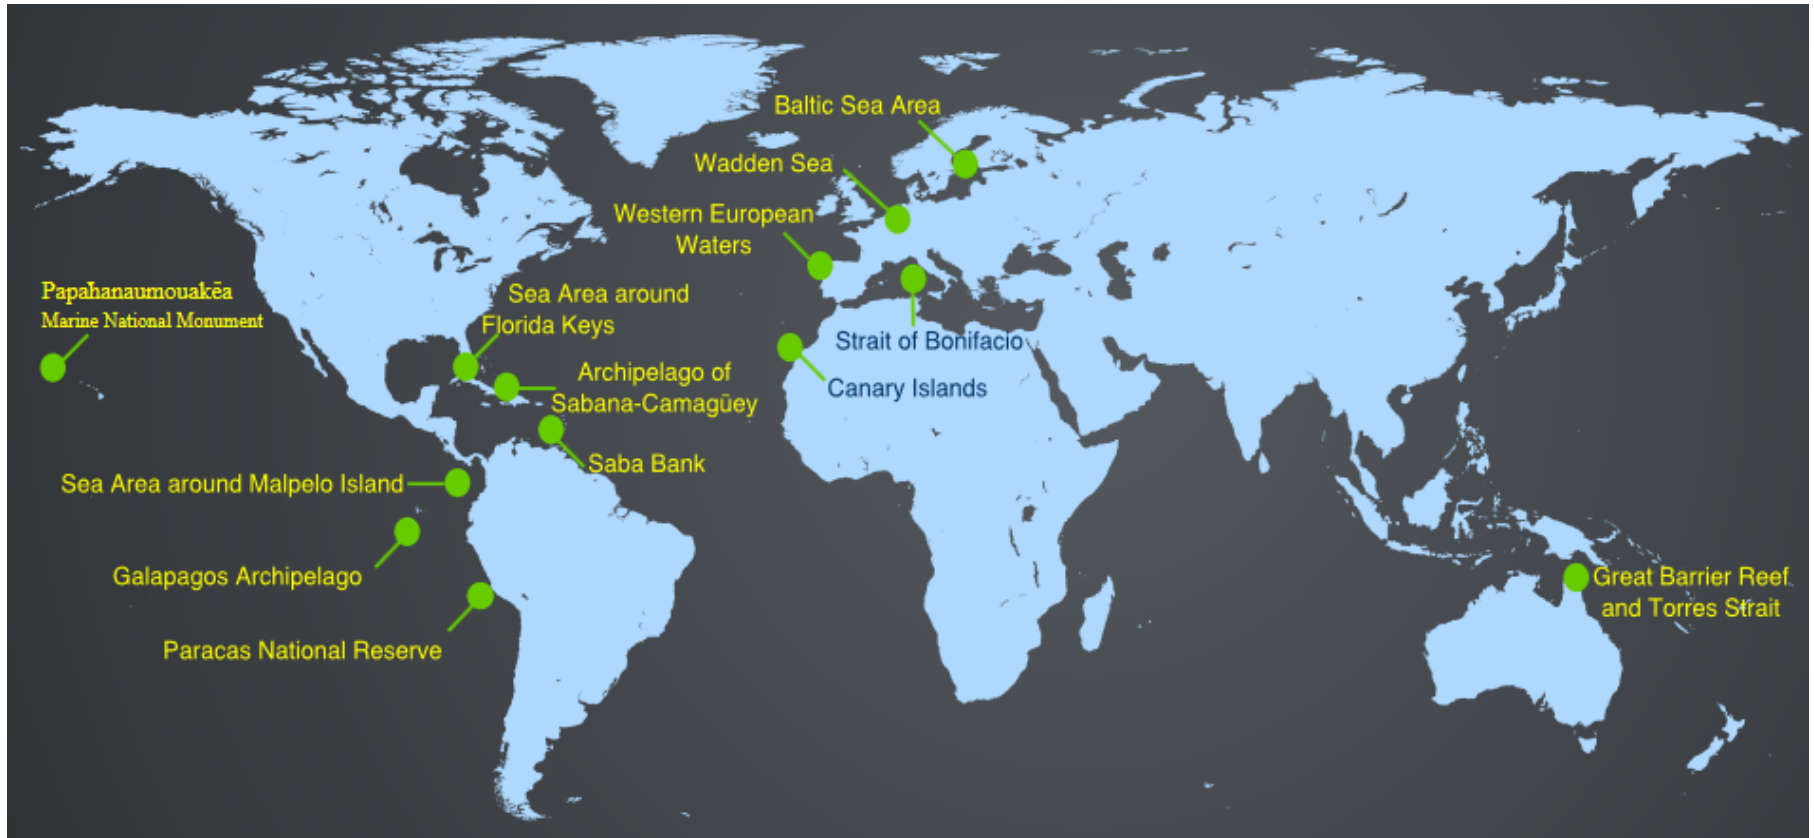 Baltic Sea Area
Wadden Sea
Western European
Waters
Papahanaumouakēa
Marine National Monument
Sea Area around
Florida Keys
Strait of Bonifacio
Archipelago of
Sabana-Camagüey
Canary Islands
Saba Bank
Sea Area around Malpelo Island
Galapagos Archipelago
Great Barrier Reef
and Torres Strait
Paracas National Reserve